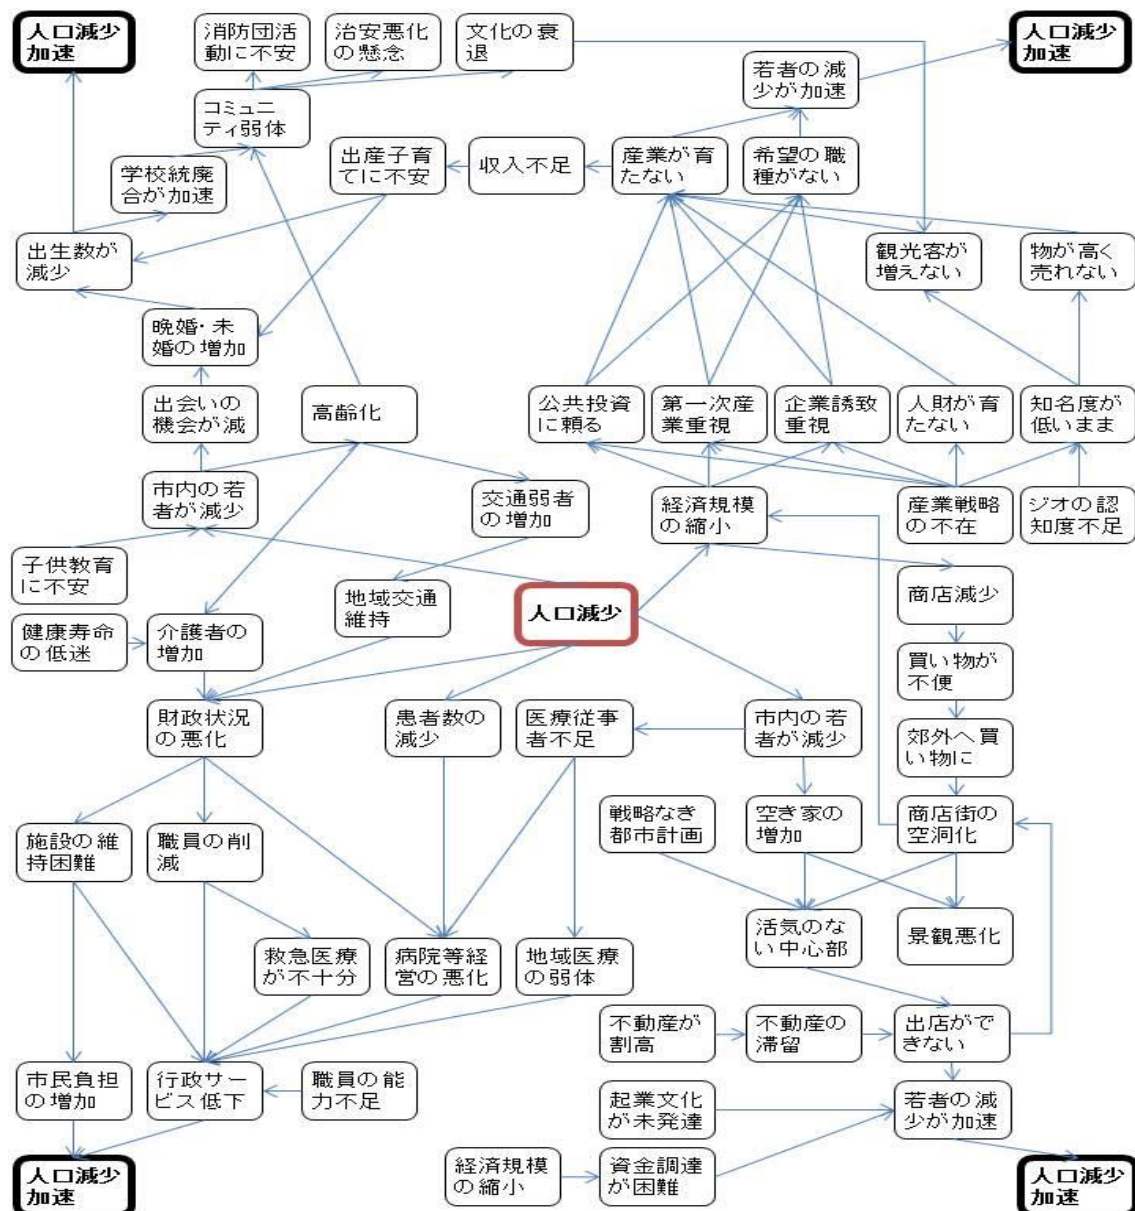 人口減少
加速
消防団活
動に不安
治安悪化
の懸念
文化の衰
退
人口減少
加速
若者の減
少が加速
コミュニ
ティ弱体
学校統廃
合が加速
出産子育
てに不安
収入不足
産業が育
たない
希望の職
種がない
出生数が
減少
観光客が
増えない
物が高く
売れない
晩婚・未
婚の増加
出会いの
機会が減
高齢化
公共投資
に頼る
第一次産
業重視
企業誘致
重視
人財が育
たない
知名度が
低いまま
市内の若
者が減少
交通弱者
の増加
経済規模
の縮小
産業戦略
の不在
ジオの認
知度不足
子供教育
に不安
地域交通
維持
人口減少
商店減少
健康寿命
の低迷
介護者の
増加
買い物が
不便
財政状況
の悪化
患者数の
減少
医療従事
者不足
市内の若
者が減少
郊外へ買
い物に
施設の維
持困難
職員の削
減
戦略なき
都市計画
空き家の
増加
商店街の
空洞化
救急医療
が不十分
病院等経
営の悪化
地域医療
の弱体
活気のな
い中心部
景観悪化
不動産が
割高
不動産の
滞留
出店がで
きない
市民負担
の増加
行政サー
ビス低下
職員の能
力不足
起業文化
が未発達
若者の減
少が加速
人口減少
加速
経済規模
の縮小
資金調達
が困難
人口減少
加速